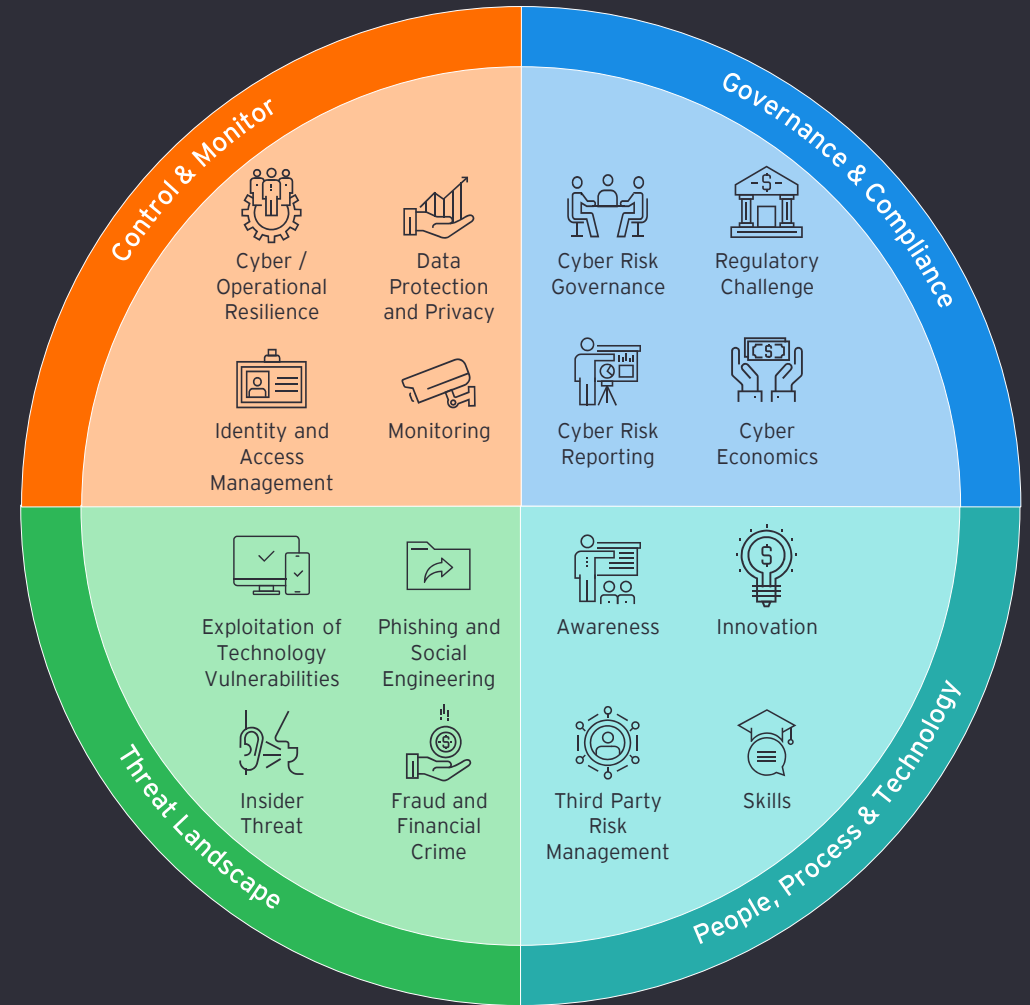 Control & Monitor
Cyber /
Operational
Resilience
Data
Protection
and Privacy
Identity and
Access
Management
Monitoring
Governance & Compliance
Cyber Risk
Governance
$
Regulatory
Challenge
Cyber Risk
Reporting
$
Cyber
Economics
Threat Landscape
Exploitation of
Technology
Vulnerabilities
Phishing and
Social
Engineering
Insider
Threat
$
Fraud and
Financial
Crime
People, Process & Technology
Awareness
$
Innovation
Third Party
Risk
Management
Skills